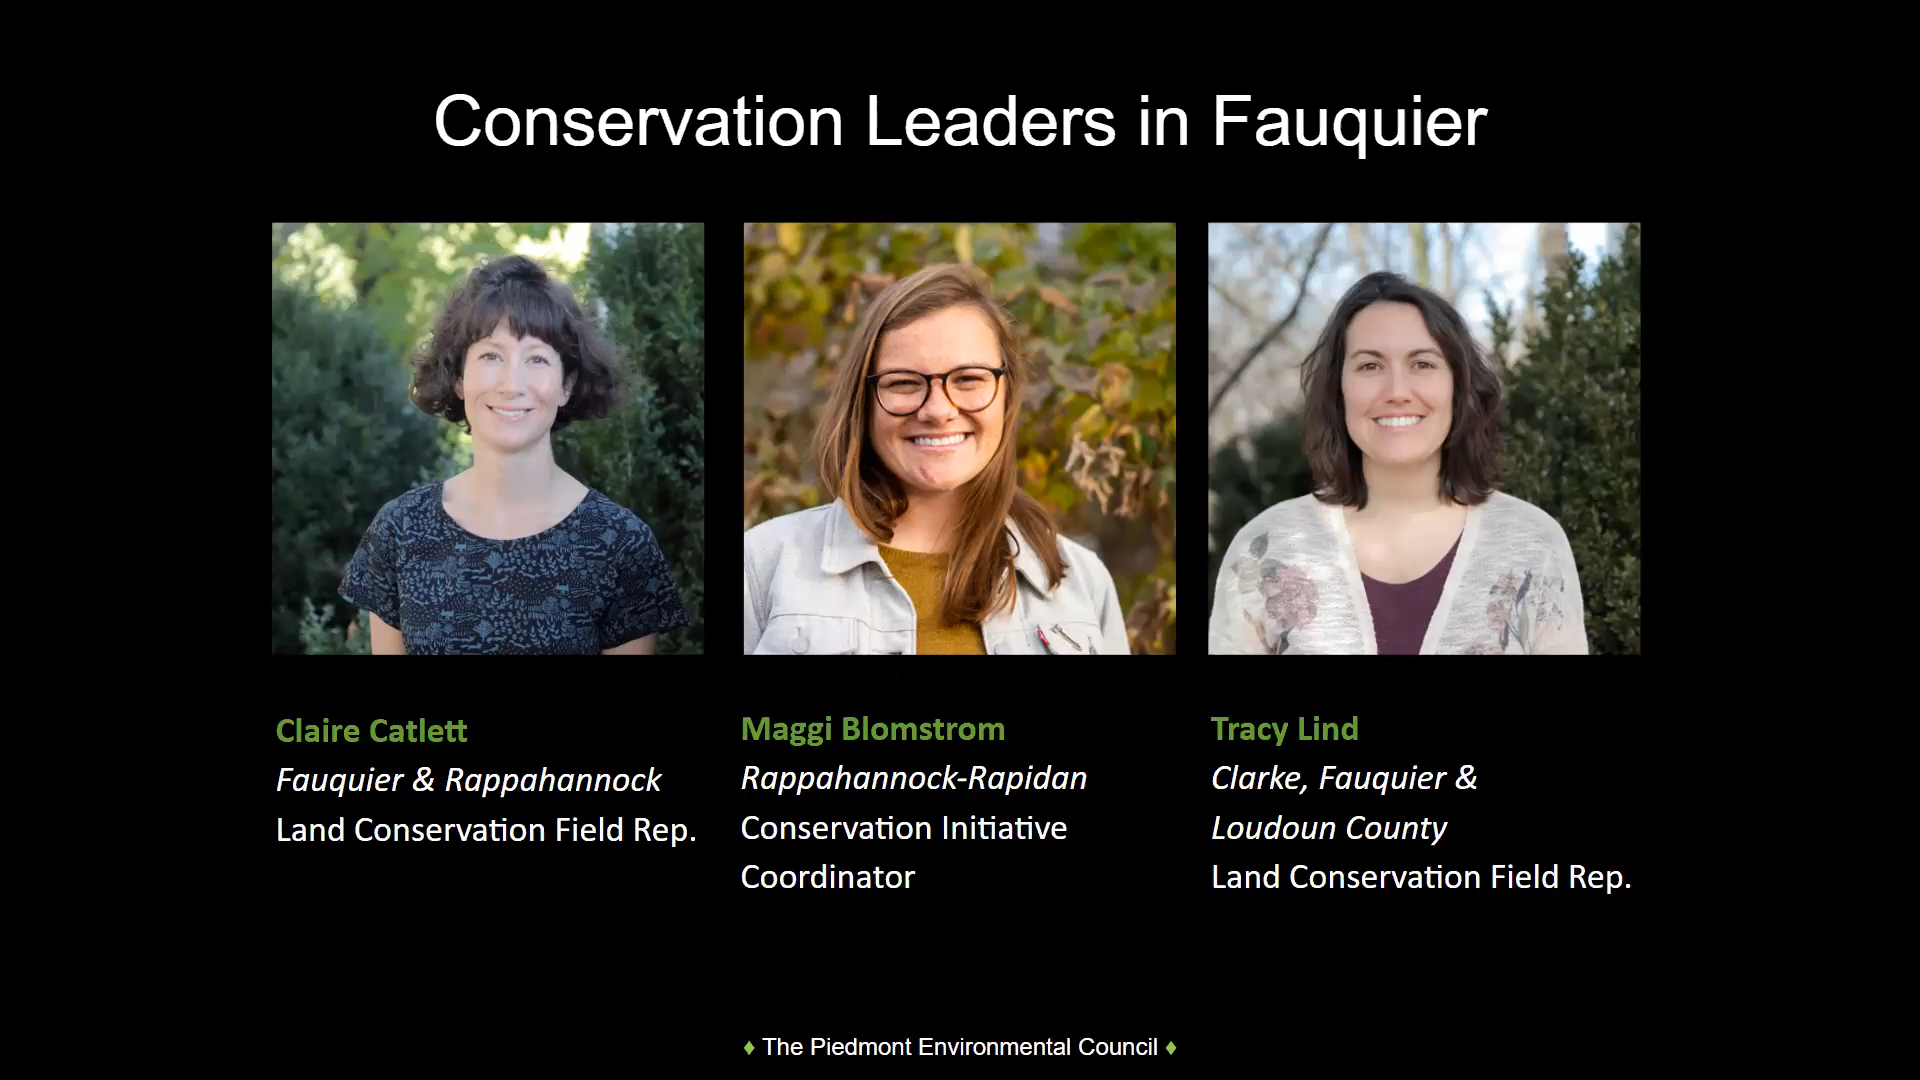 Conservation Leaders in Fauquier
Claire Catlett
Fauquier & Rappahannock
Land Conservation Field Rep.
Maggi Blomstrom
Rappahannock-Rapidan
Conservation Initiative
Coordinator
Tracy Lind
Clarke, Fauquier &
Loudoun County
Land Conservation Field Rep.
♦ The Piedmont Environmental Council ♦